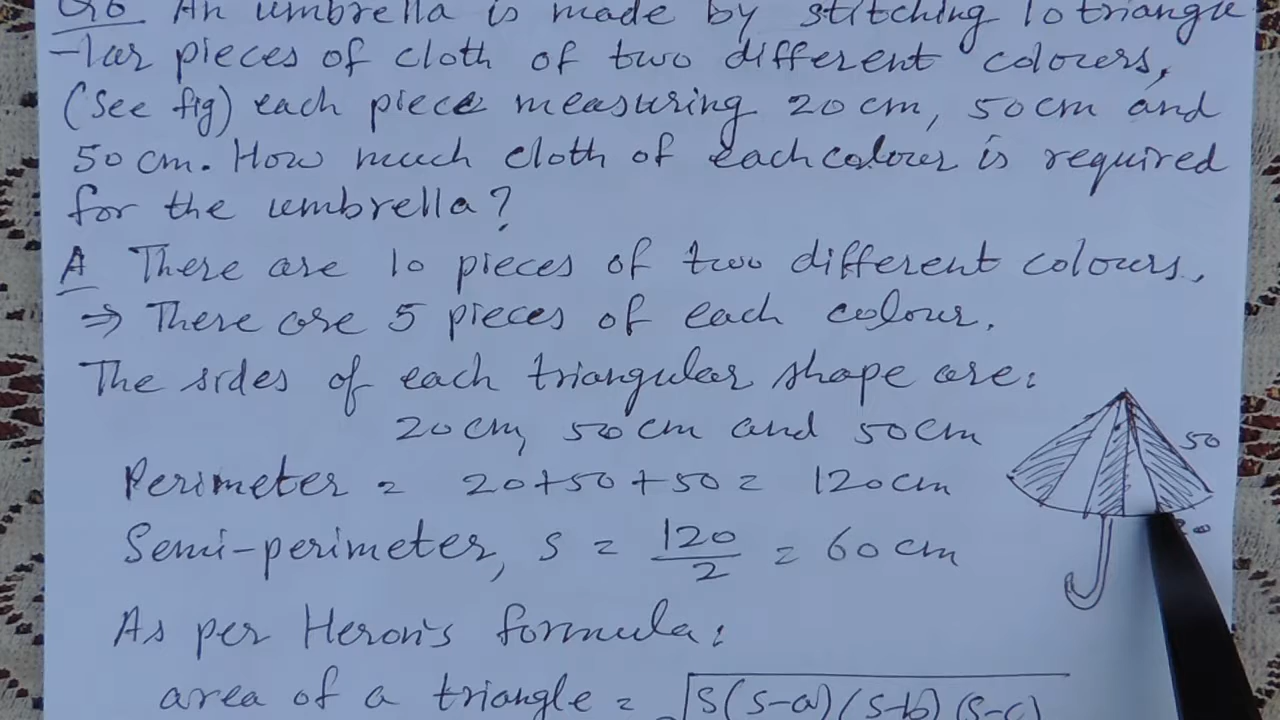 Q6 An umbrella is made by stitching 10 triangu
-lar pieces of cloth of two different colours,
(See fig) each piece measuring 20 cm, 50 cm and
50 cm. How much cloth of each colour is required
for the umbrella?
A There are 10 pieces of two different colours.
⇒ There are 5 pieces of each colour.
The sides of each triangular shape are:
20 cm, 50 cm and 50 cm
50
Perimeter = 20+50+50 = 120 cm
20
Semi-perimeter, s = 120/2 = 60 cm
As per Heron's formula:
area of a triangle = √s(s-a)(s-b)(s-c)